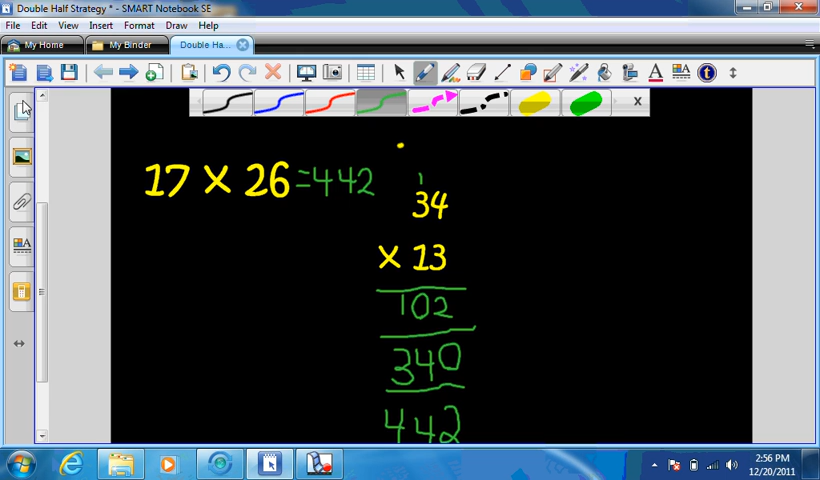 Double Half Strategy * - SMART Notebook SE
File Edit View Insert Format Draw Help
My Home My Binder Double Ha...
17 X 26 =442
1
34
X 13
102
340
442
2:56 PM
12/20/2011